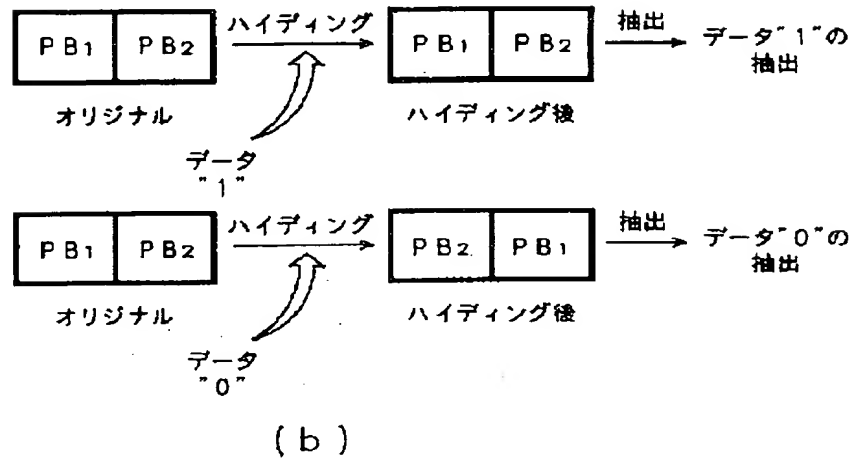 PB1 PB2 ハイディング PB1 PB2 抽出 データ"1"の
抽出
オリジナル ハイディング後
データ
"1"
PB1 PB2 ハイディング PB2 PB1 抽出 データ"0"の
抽出
オリジナル ハイディング後
データ
"0"
(b)